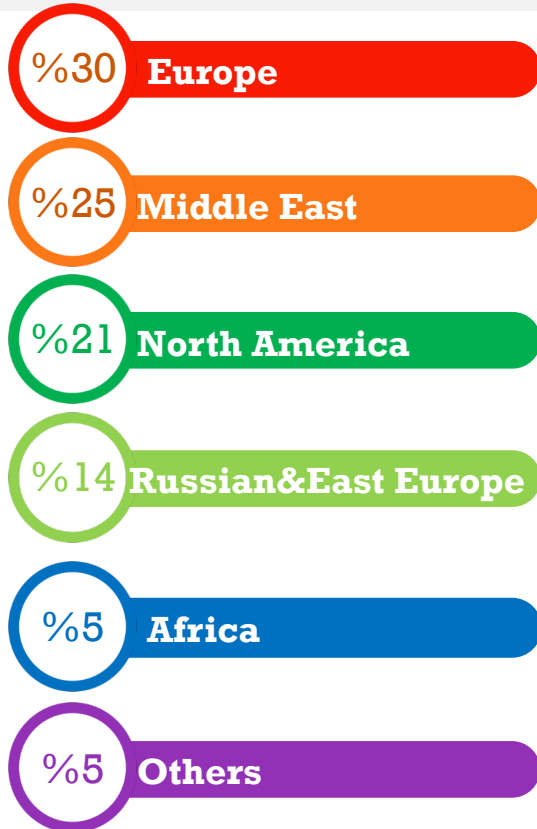 %30 Europe
%25 Middle East
%21 North America
%14 Russian&East Europe
%5 Africa
%5 Others